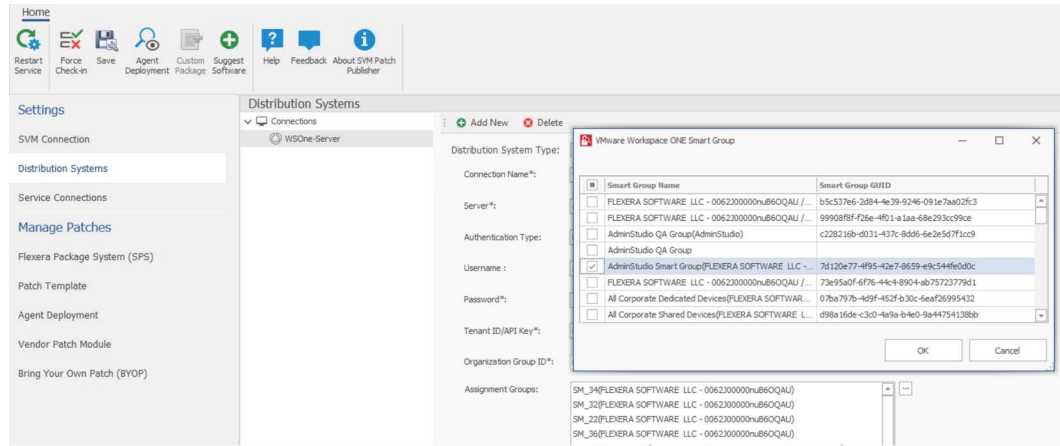 Home
Restart Service
Force Check-in
Save
Agent Deployment
Custom Package
Suggest Software
Help
Feedback
About SVM Patch Publisher
Settings
SVM Connection
Distribution Systems
Service Connections
Manage Patches
Flexera Package System (SPS)
Patch Template
Agent Deployment
Vendor Patch Module
Bring Your Own Patch (BYOP)
Distribution Systems
Connections
WSOne-Server
Add New
Delete
Distribution System Type:
Connection Name*:
Server*:
Authentication Type:
Username :
Password*:
Tenant ID/API Key*:
Organization Group ID*:
Assignment Groups:
SM_34(FLEXERA SOFTWARE LLC - 0062J00000nuB6OQAU)
SM_32(FLEXERA SOFTWARE LLC - 0062J00000nuB6OQAU)
SM_22(FLEXERA SOFTWARE LLC - 0062J00000nuB6OQAU)
SM_36(FLEXERA SOFTWARE LLC - 0062J00000nuB6OQAU)
VMware Workspace ONE Smart Group
Smart Group Name Smart Group GUID
FLEXERA SOFTWARE LLC - 0062J00000nuB6OQAU /... b5c537e6-2d84-4e39-9246-091e7aa02fc3
FLEXERA SOFTWARE LLC - 0062J00000nuB6OQAU /... 99908f8f-f26e-4f01-a1aa-68e293cc99ce
AdminStudio QA Group(AdminStudio) c228216b-d031-437c-8dd6-6e2e5d7f1cc9
AdminStudio QA Group
AdminStudio Smart Group(FLEXERA SOFTWARE LLC -... 7d120e77-4f95-42e7-8659-e9c544fe0d0c
FLEXERA SOFTWARE LLC - 0062J00000nuB6OQAU /... 73e95a0f-6f76-44c4-8904-ab75723779d1
All Corporate Dedicated Devices(FLEXERA SOFTWAR... 07ba797b-4d9f-452f-b30c-6eaf26995432
All Corporate Shared Devices(FLEXERA SOFTWARE L... d98a16de-c3c0-4a9a-b4e0-9a44754138bb
OK
Cancel